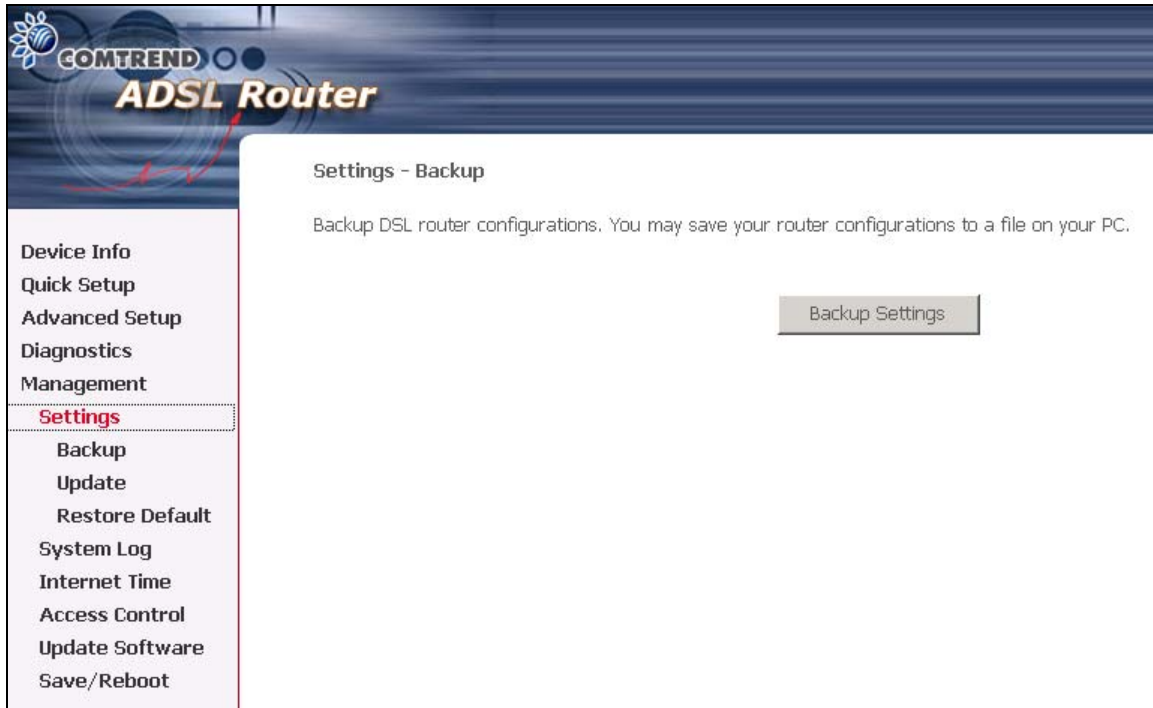 COMTREND
ADSL Router
Settings - Backup
Backup DSL router configurations. You may save your router configurations to a file on your PC.
Backup Settings
Device Info
Quick Setup
Advanced Setup
Diagnostics
Management
Settings
Backup
Update
Restore Default
System Log
Internet Time
Access Control
Update Software
Save/Reboot